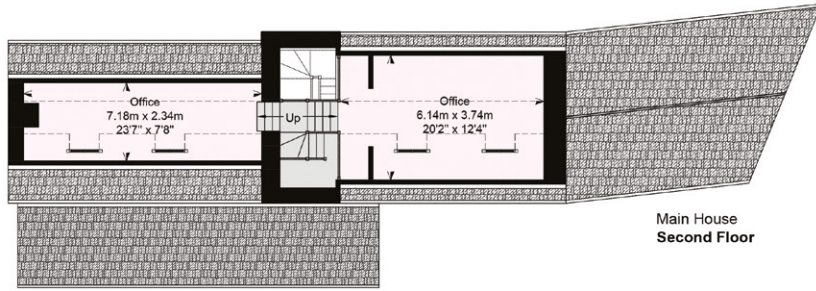 Office
7.18m x 2.34m
23'7" x 7'8"
Up
Office
6.14m x 3.74m
20'2" x 12'4"
Main House
Second Floor